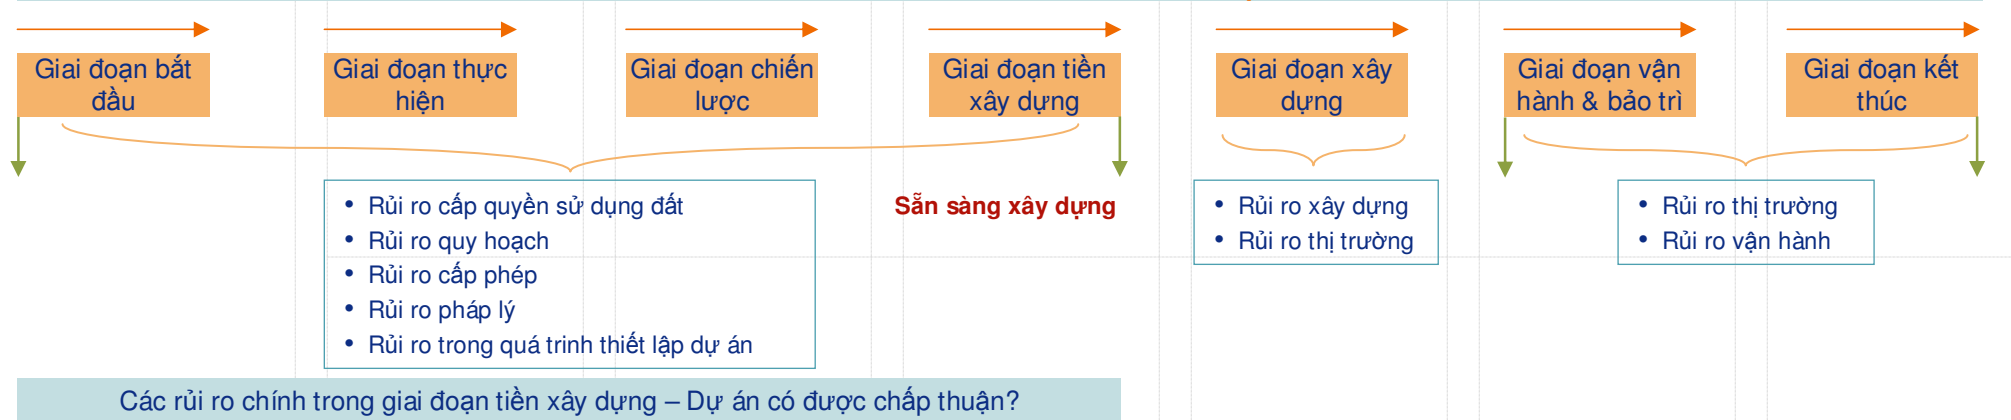 Giai đoạn bắt
đầu
Giai đoạn thực
hiện
Giai đoạn chiến
lược
Giai đoạn tiền
xây dựng
Giai đoạn xây
dựng
Giai đoạn vận
hành & bảo trì
Giai đoạn kết
thúc
• Rủi ro cấp quyền sử dụng đất
• Rủi ro quy hoạch
• Rủi ro cấp phép
• Rủi ro pháp lý
• Rủi ro trong quá trinh thiết lập dự án
Sẵn sàng xây dựng
• Rủi ro xây dựng
• Rủi ro thị trường
• Rủi ro thị trường
• Rủi ro vận hành
Các rủi ro chính trong giai đoạn tiền xây dựng – Dự án có được chấp thuận?